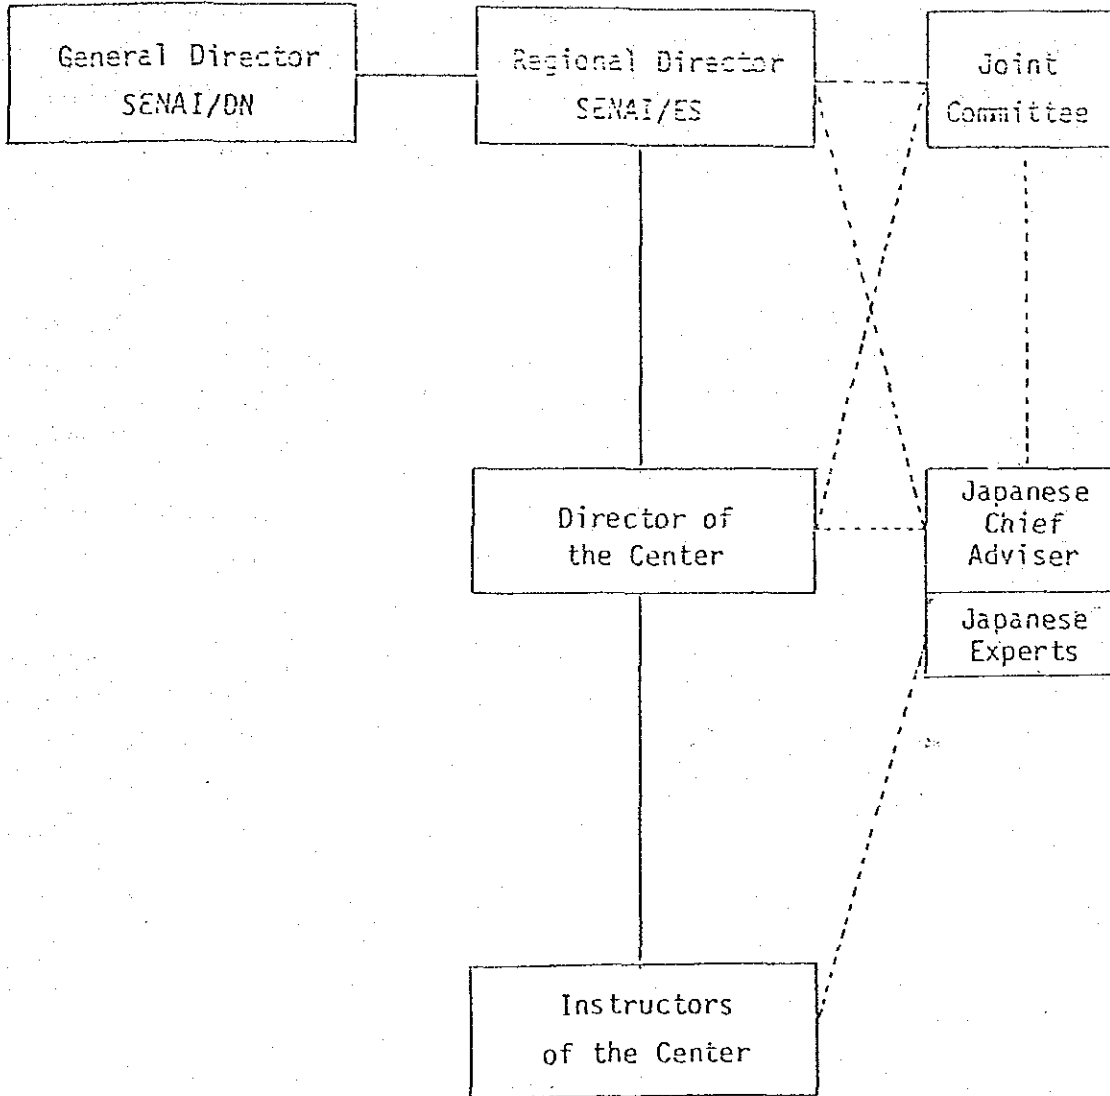 General Director
SENAI/DN
Regional Director
SENAI/ES
Joint
Committee
Director of
the Center
Japanese
Chief
Adviser
Japanese
Experts
Instructors
of the Center